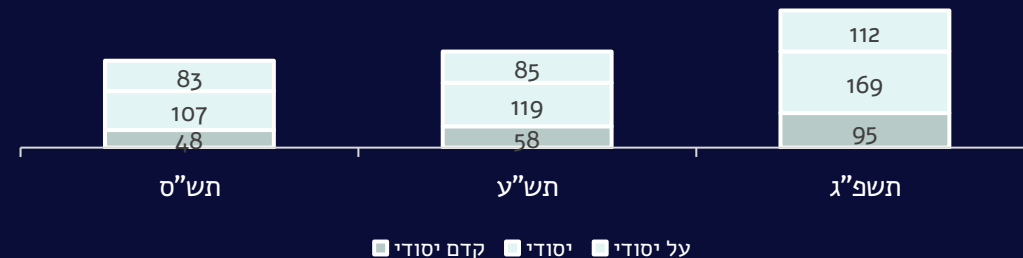 112
83
85
169
107
119
48
58
95
תש"ס
תש"ע
תשפ"ג
קדם יסודי
יסודי
על יסודי